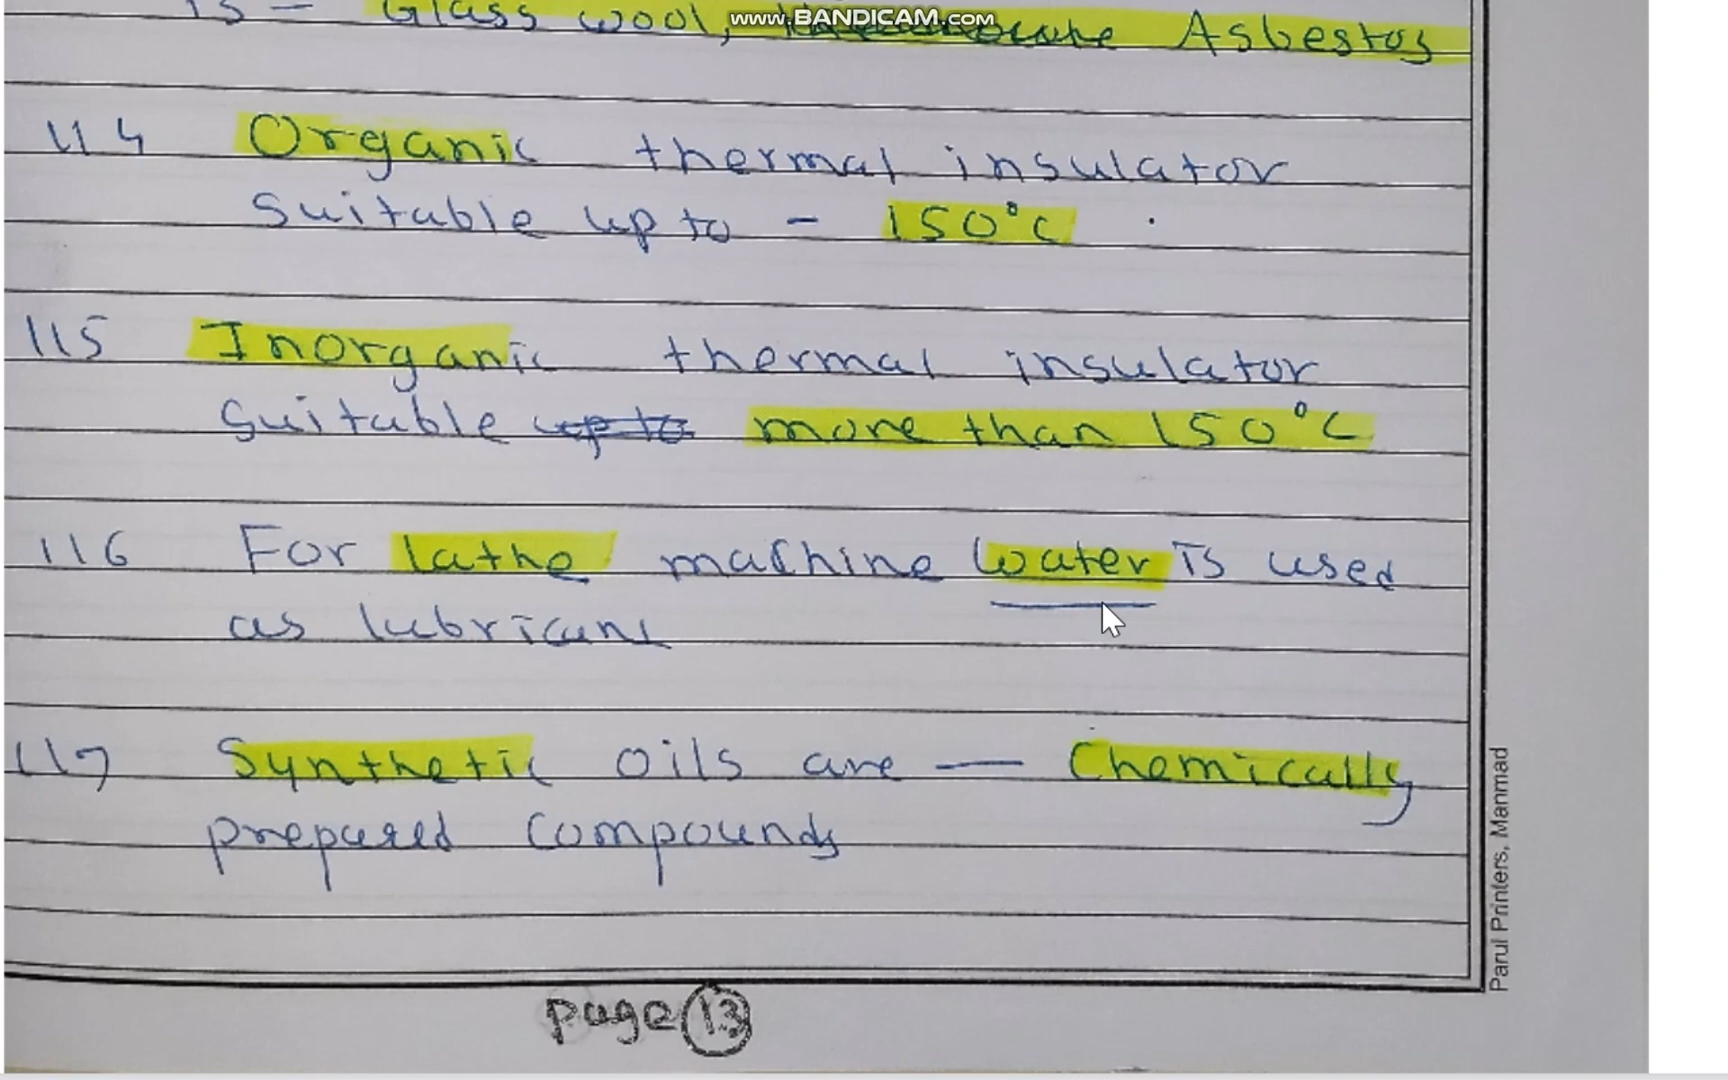 is - Glass wool, Asbestos
www.BANDICAM.com
114 Organic thermal insulator
Suitable up to - 150°C .
115 Inorganic thermal insulator
Suitable up to more than 150°C
116 For lathe machine water is used
as lubricant
117 Synthetic oils are — Chemically
prepared compounds
Parul Printers, Manmad
page 13